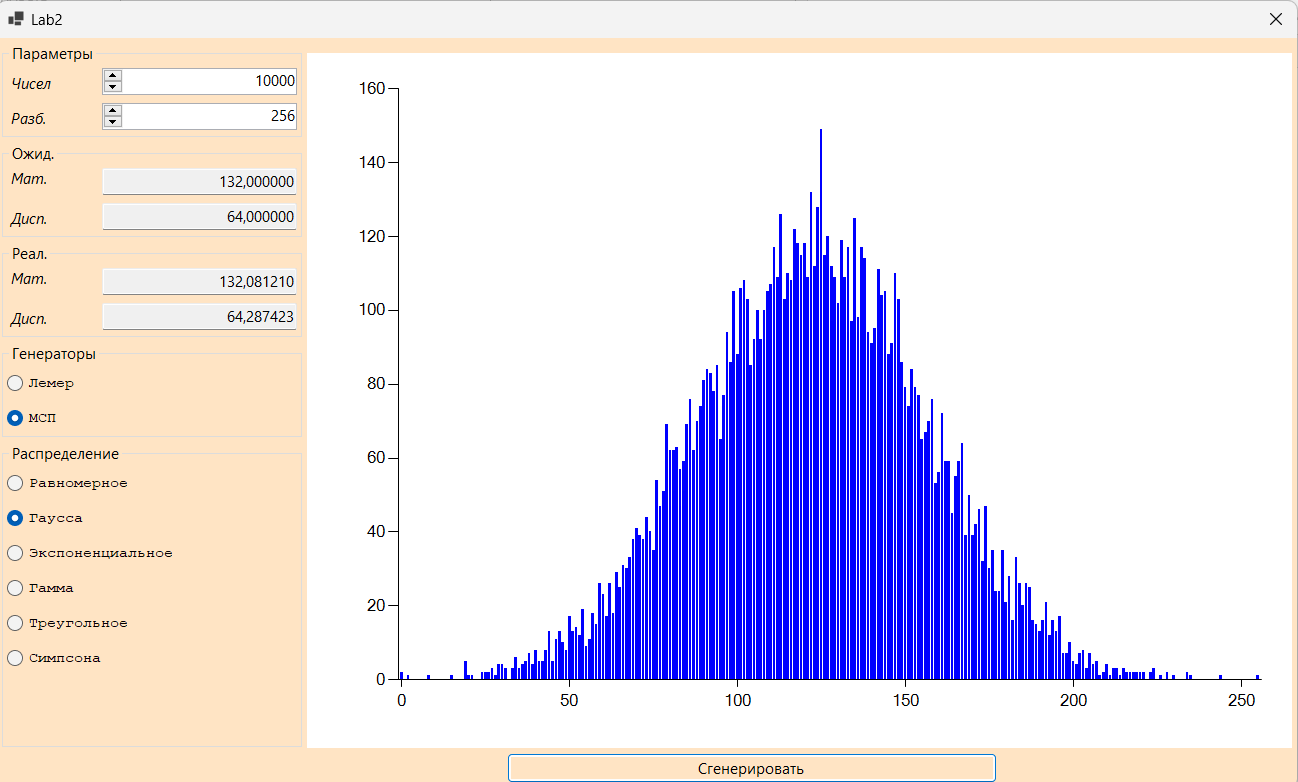 Lab2
Параметры
Чисел 10000
Разб. 256
Ожид.
Мат. 132,000000
Дисп. 64,000000
Реал.
Мат. 132,081210
Дисп. 64,287423
Генераторы
Лемер
МСП
Распределение
Равномерное
Гаусса
Экспоненциальное
Гамма
Треугольное
Симпсона
160
140
120
100
80
60
40
20
0
0 50 100 150 200 250
Сгенерировать